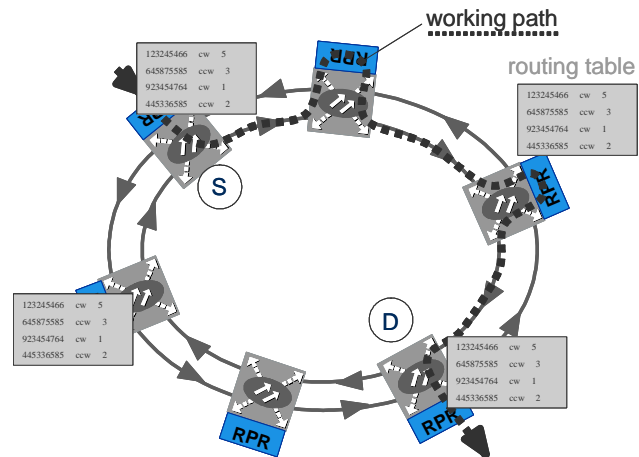 working path
RPR
123245466 cw 5
645875585 ccw 3
923454764 cw 1
445336585 ccw 2
routing table
123245466 cw 5
645875585 ccw 3
923454764 cw 1
445336585 ccw 2
RPR
S
RPR
123245466 cw 5
645875585 ccw 3
923454764 cw 1
445336585 ccw 2
D
123245466 cw 5
645875585 ccw 3
923454764 cw 1
445336585 ccw 2
RPR
RPR